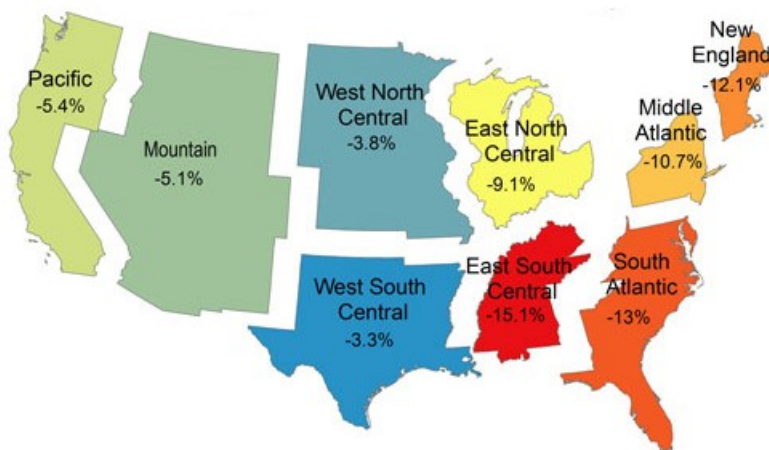 Pacific
-5.4%
Mountain
-5.1%
West North
Central
-3.8%
East North
Central
-9.1%
New
England
-12.1%
Middle
Atlantic
-10.7%
West South
Central
-3.3%
East South
Central
-15.1%
South
Atlantic
-13%